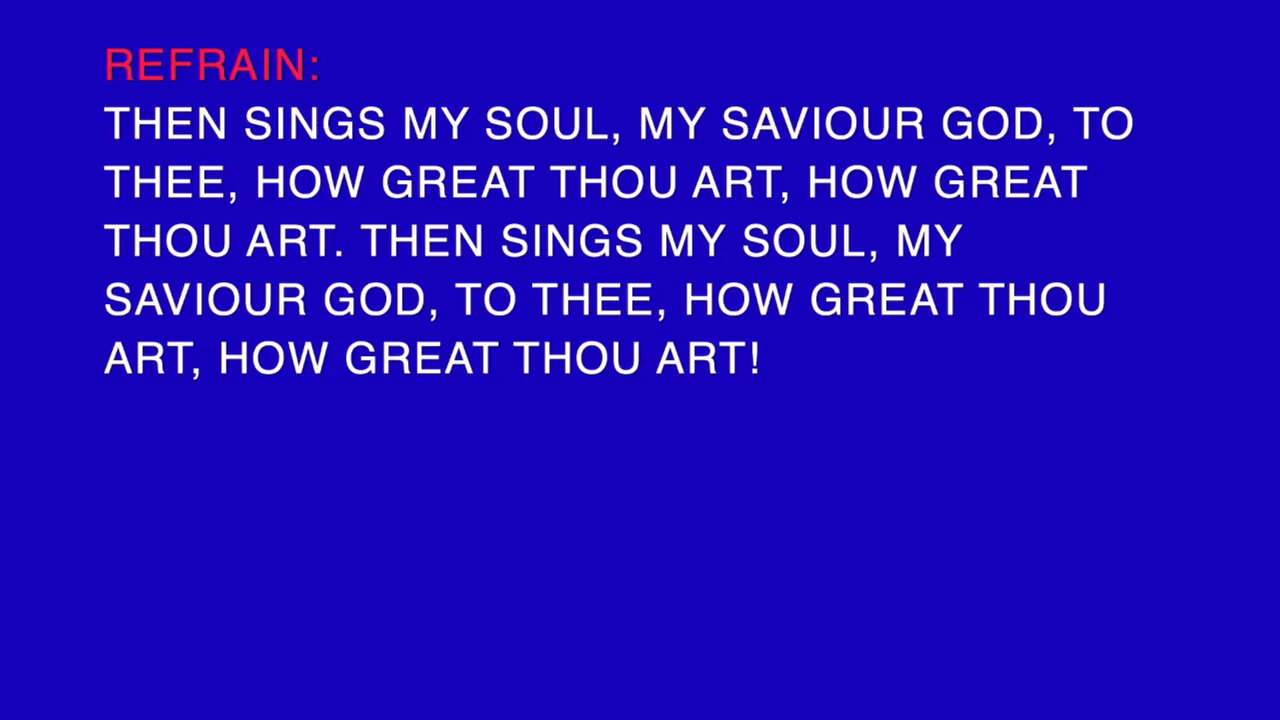 REFRAIN:
THEN SINGS MY SOUL, MY SAVIOUR GOD, TO
THEE, HOW GREAT THOU ART, HOW GREAT
THOU ART. THEN SINGS MY SOUL, MY
SAVIOUR GOD, TO THEE, HOW GREAT THOU
ART, HOW GREAT THOU ART!